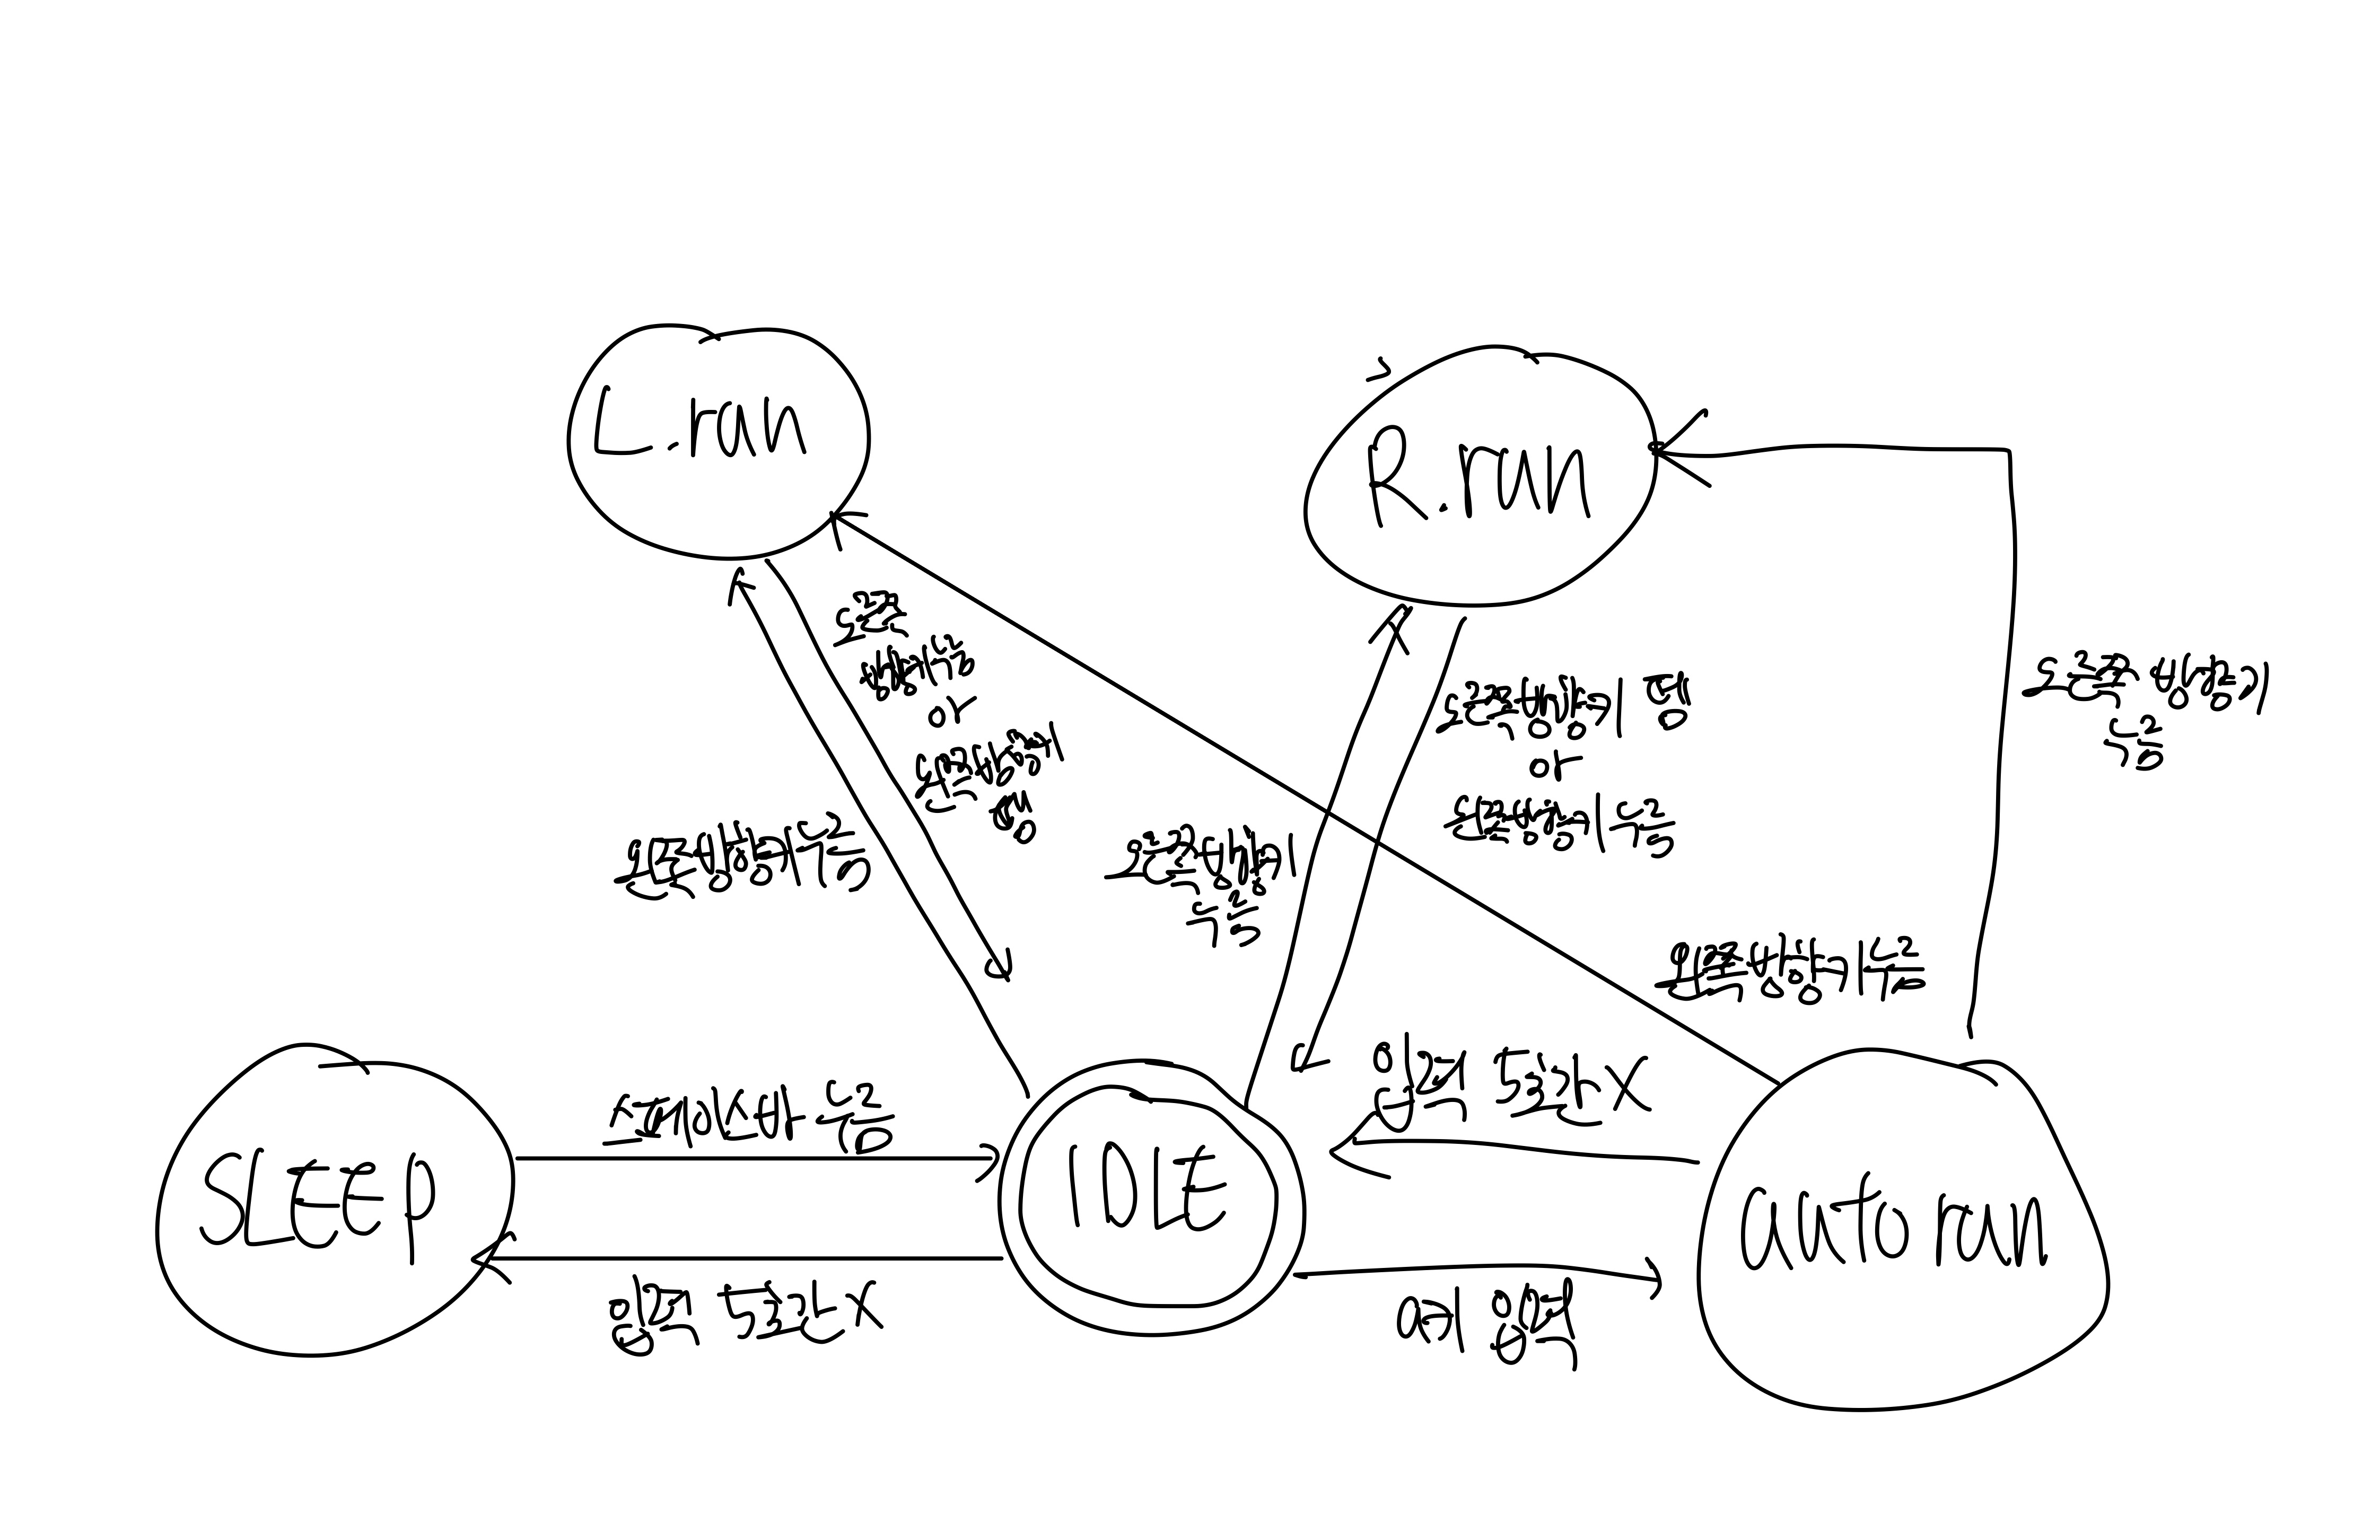 L.run
R.run
오른쪽
방향키 누름
or
왼쪽방향키
뗌
오른쪽방향키 뗌
or
왼쪽방향키누름
오른쪽 방향키
누름
왼쪽방향키누름
오른쪽방향키
누름
왼쪽방향키누름
스페이스바 누름
입력 5초간 X
SLEEP
IDLE
auto run
입력 5초간 X
a키 입력